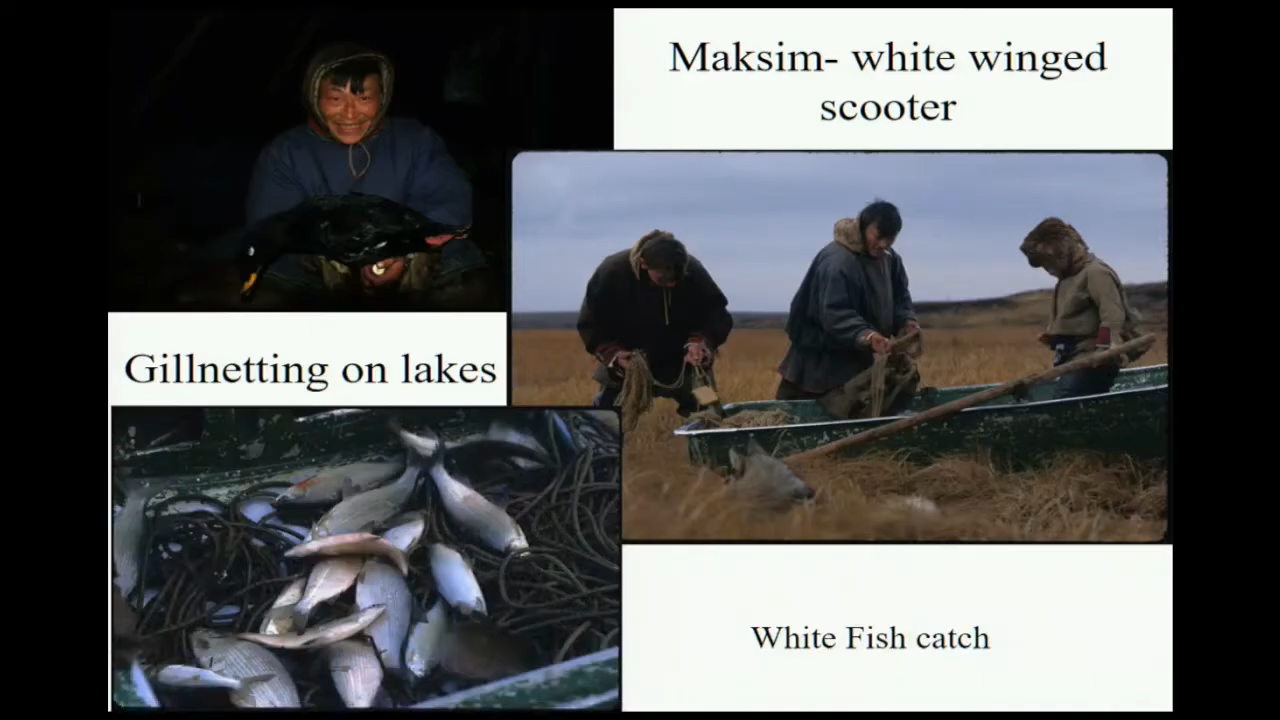 Maksim- white winged
scooter
Gillnetting on lakes
White Fish catch